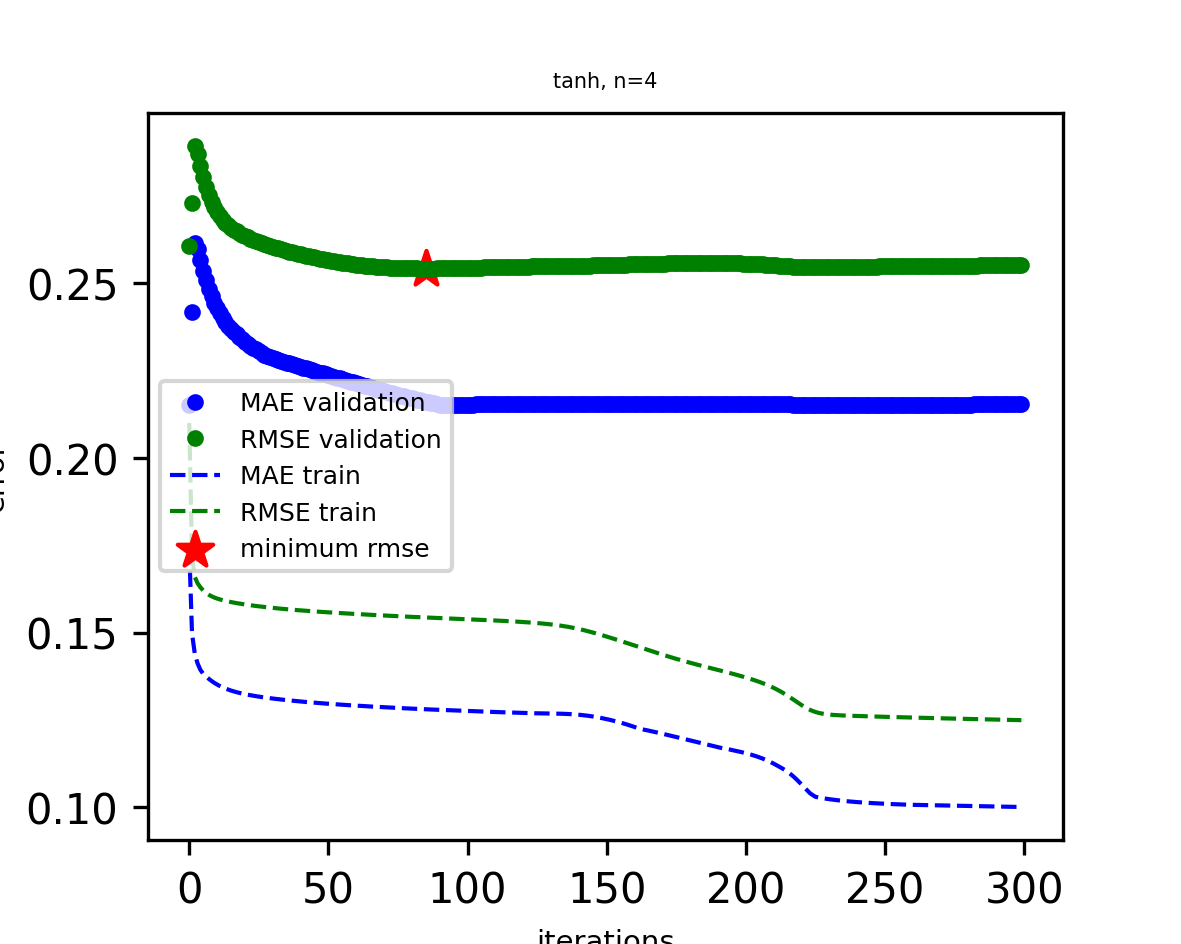 tanh, n=4
0.25
0.20
0.15
0.10
MAE validation
RMSE validation
MAE train
RMSE train
minimum rmse
0 50 100 150 200 250 300
iterations